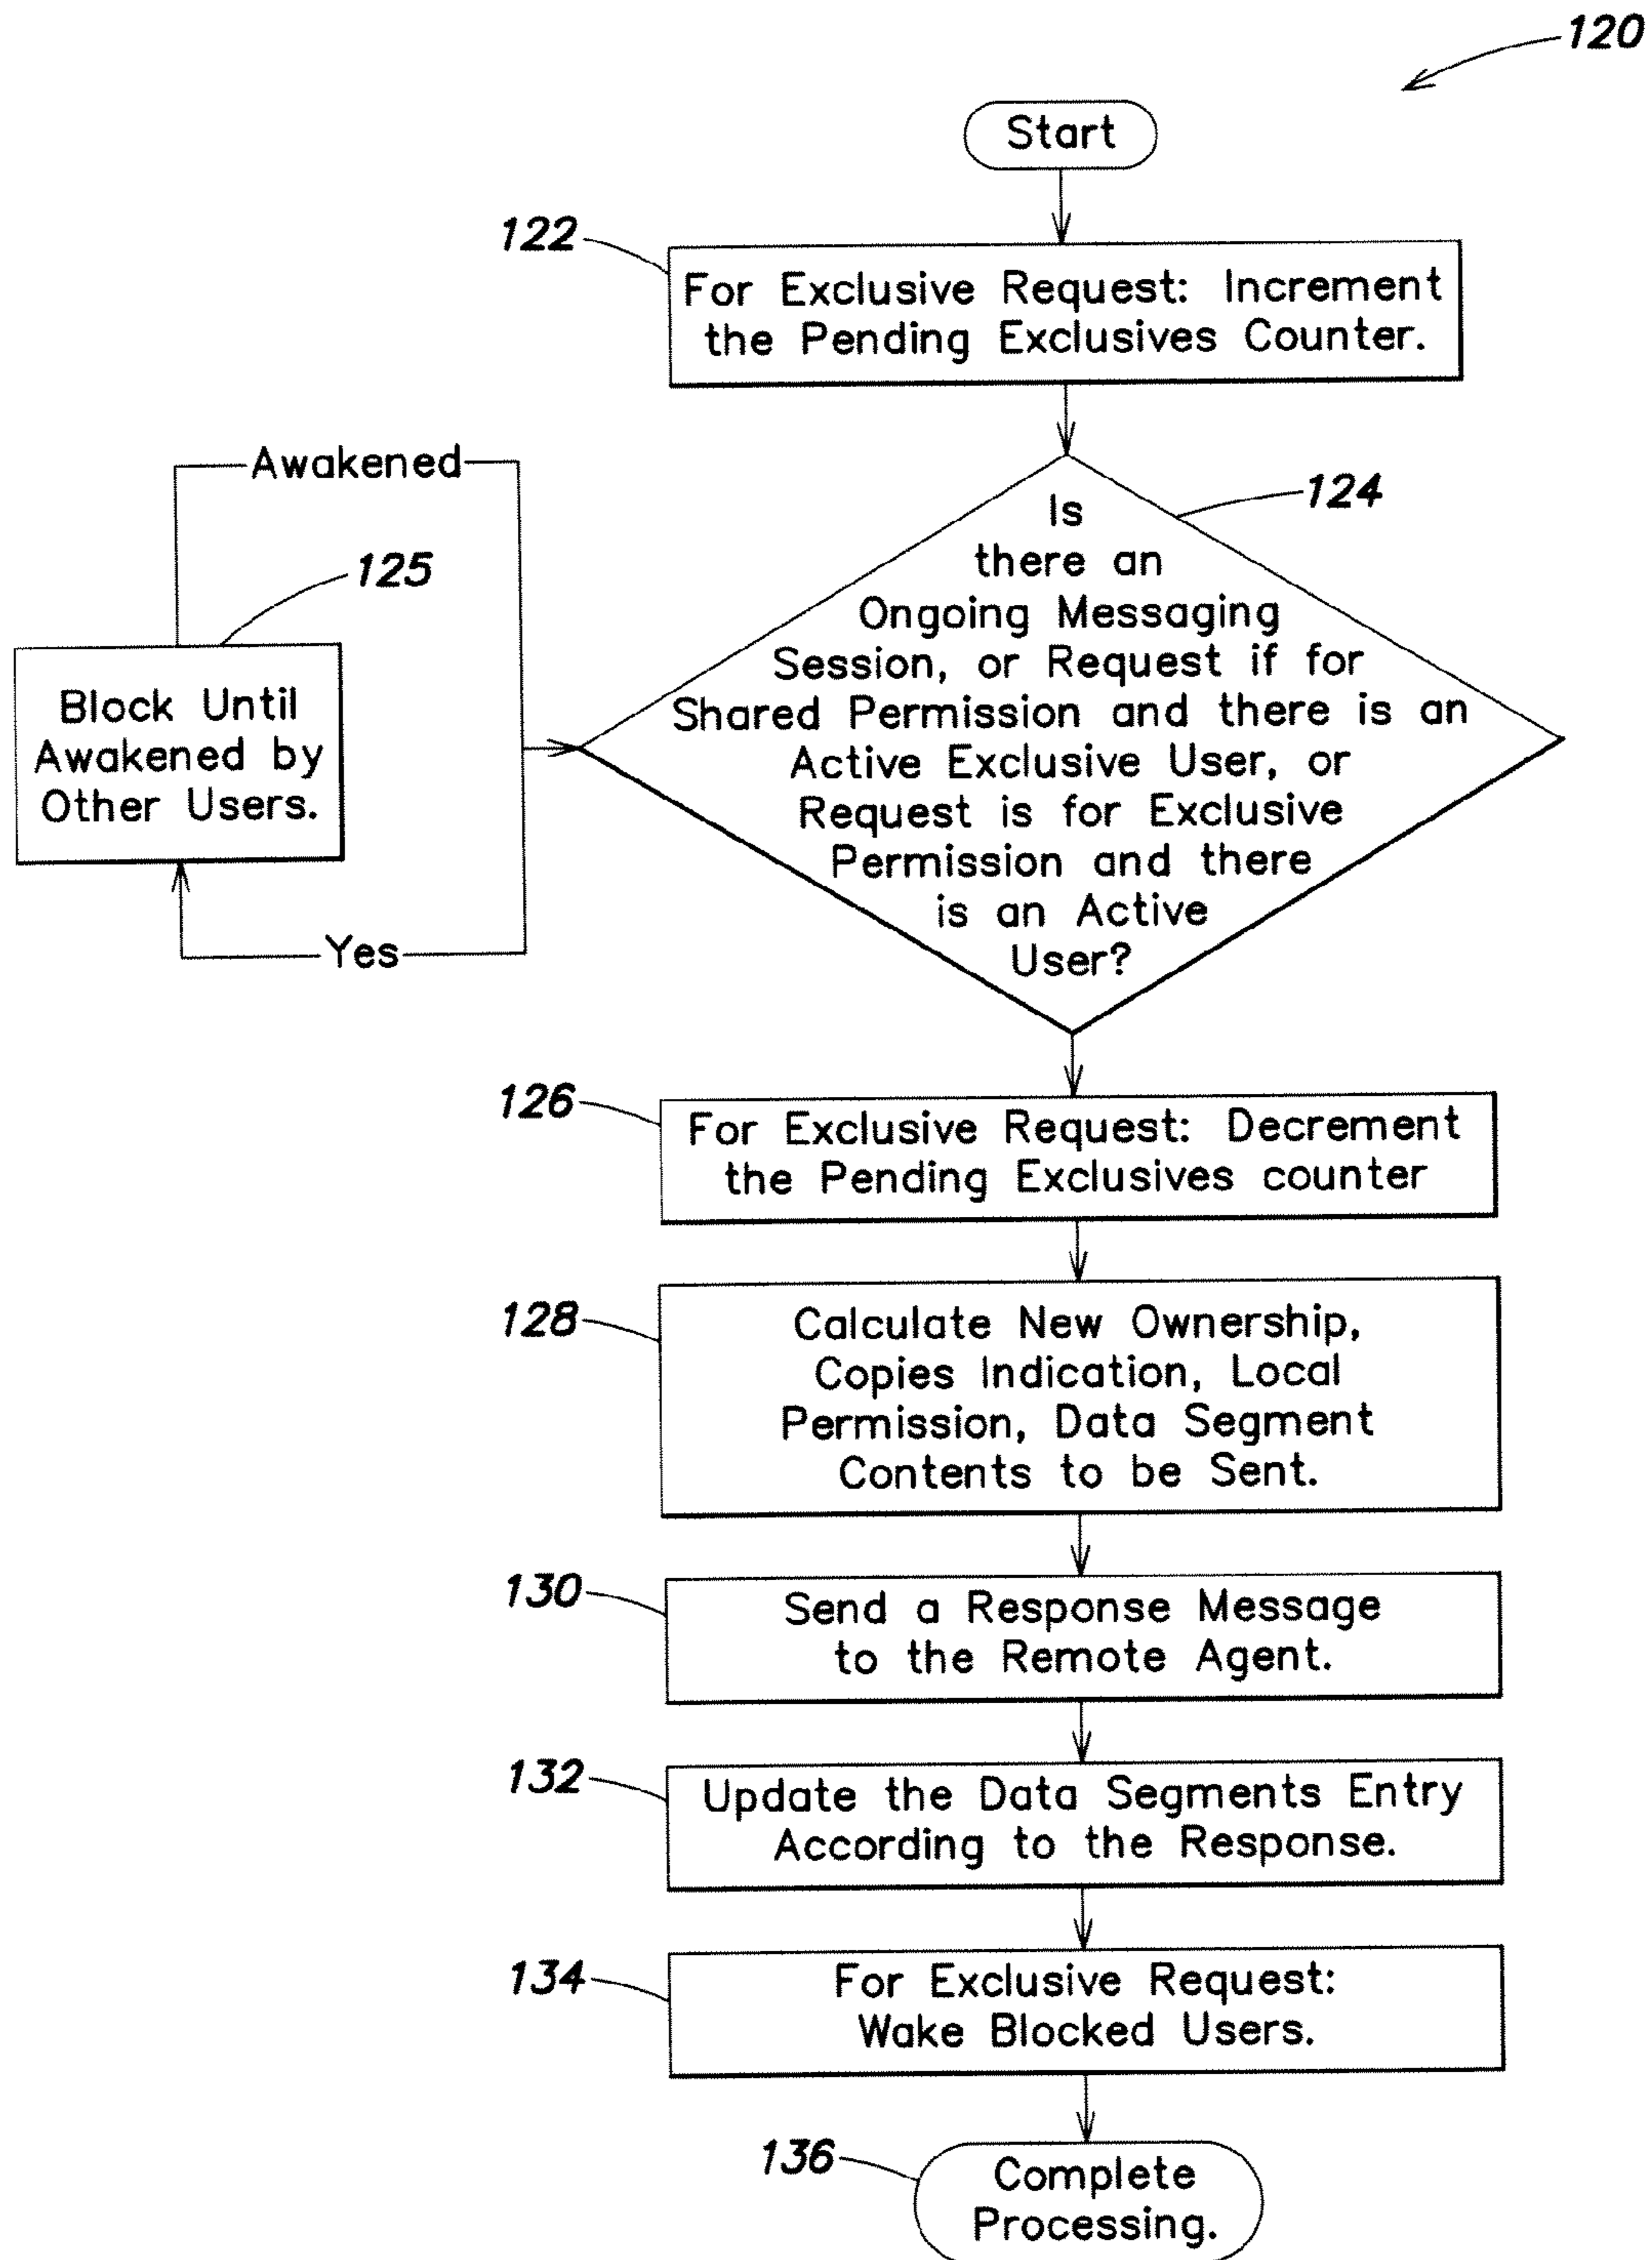 120
Start
122
For Exclusive Request: Increment
the Pending Exclusives Counter.
Awakened
124
Is
there an
Ongoing Messaging
Session, or Request if for
Shared Permission and there is an
Active Exclusive User, or
Request is for Exclusive
Permission and there
is an Active
User?
125
Block Until
Awakened by
Other Users.
Yes
126
For Exclusive Request: Decrement
the Pending Exclusives counter
128
Calculate New Ownership,
Copies Indication, Local
Permission, Data Segment
Contents to be Sent.
130
Send a Response Message
to the Remote Agent.
132
Update the Data Segments Entry
According to the Response.
134
For Exclusive Request:
Wake Blocked Users.
136
Complete
Processing.